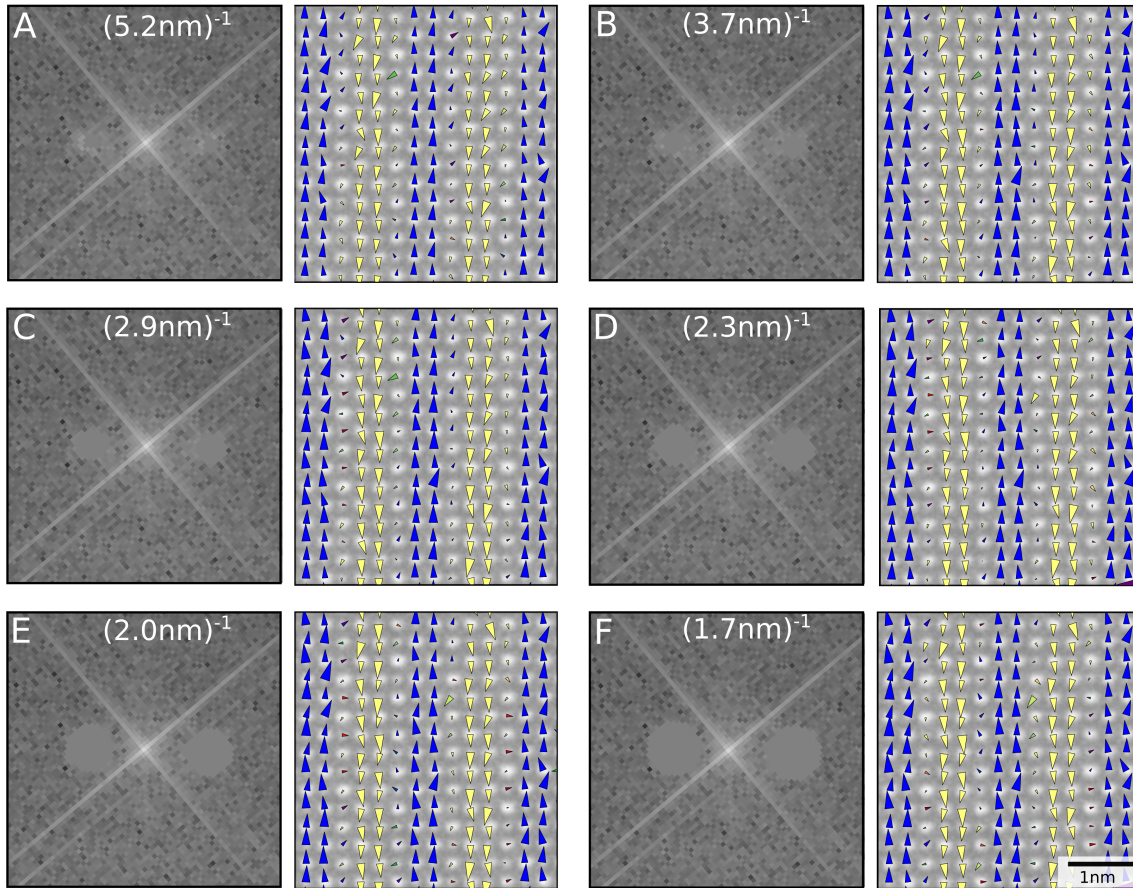 A (5.2nm)⁻¹
B (3.7nm)⁻¹
C (2.9nm)⁻¹
D (2.3nm)⁻¹
E (2.0nm)⁻¹
F (1.7nm)⁻¹
1nm